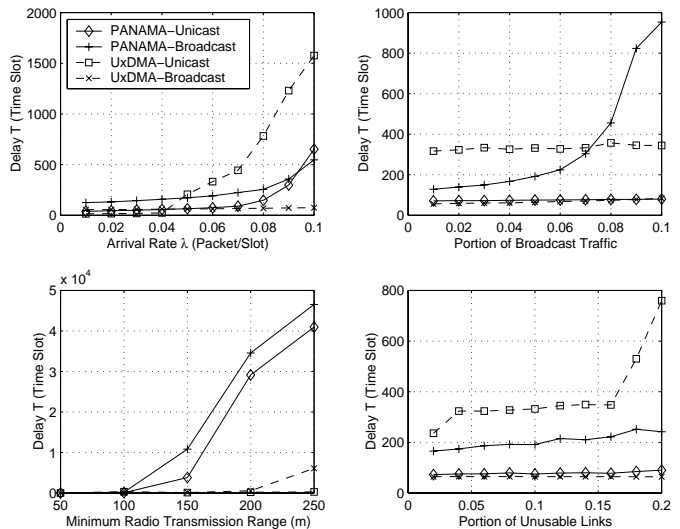 2000
1500
1000
500
0
Delay T (Time Slot)
PANAMA−Unicast
PANAMA−Broadcast
UxDMA−Unicast
UxDMA−Broadcast
0 0.02 0.04 0.06 0.08 0.1
Arrival Rate λ (Packet/Slot)
1000
800
600
400
200
0
Delay T (Time Slot)
0.02 0.04 0.06 0.08 0.1
Portion of Broadcast Traffic
x 10^4
5
4
3
2
1
0
Delay T (Time Slot)
50 100 150 200 250
Minimum Radio Transmission Range (m)
800
600
400
200
0
Delay T (Time Slot)
0 0.05 0.1 0.15 0.2
Portion of Unusable Links